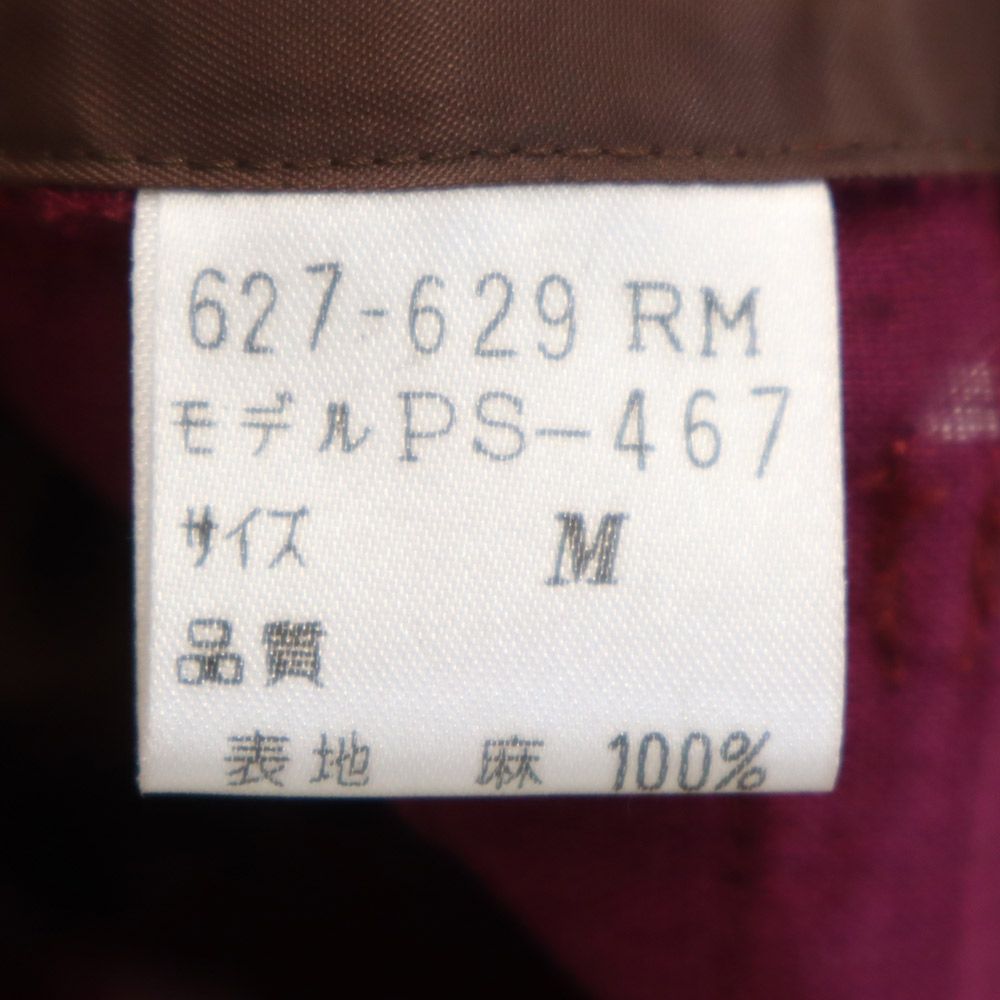 627-629 RM
モデル PS-467
サイズ M
品質
表地 麻 100%